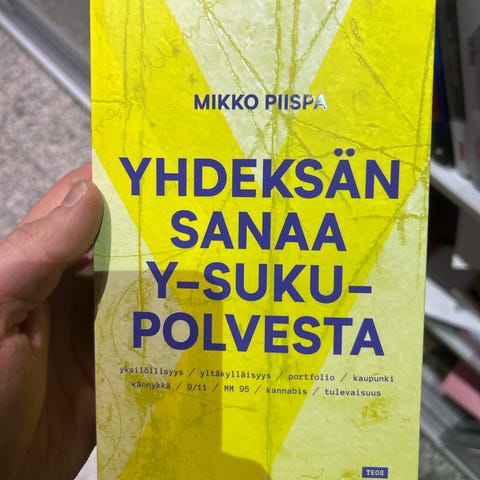 MIKKO PIISPA
YHDEKSÄN
SANAA
Y-SUKU-
POLVESTA
yksilöllisyys / yltäkylläisyys / portfolio / kaupunki
kännykkä / 9/11 / MM 95 / kannabis / tulevaisuus
TEOS